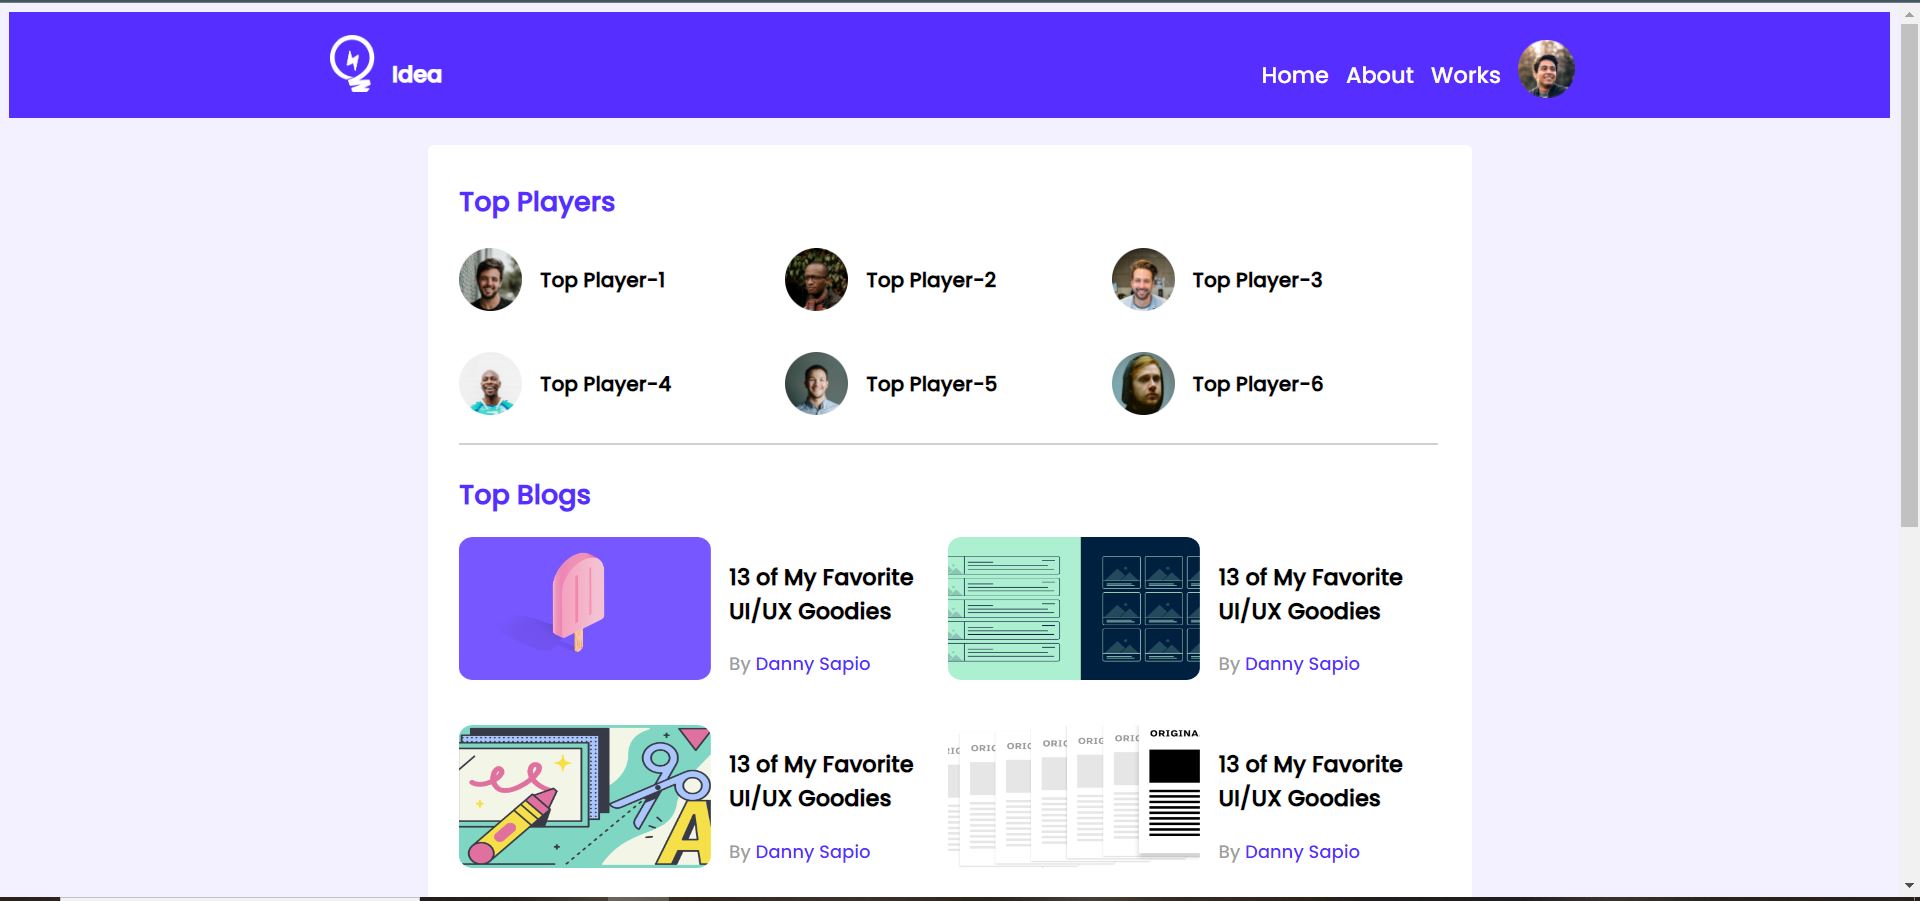 Idea
Home About Works
Top Players
Top Player-1
Top Player-2
Top Player-3
Top Player-4
Top Player-5
Top Player-6
Top Blogs
13 of My Favorite
UI/UX Goodies
By Danny Sapio
13 of My Favorite
UI/UX Goodies
By Danny Sapio
A
13 of My Favorite
UI/UX Goodies
By Danny Sapio
ORIG
ORIG
ORIG
ORIG
ORIG
ORIGINA
13 of My Favorite
UI/UX Goodies
By Danny Sapio